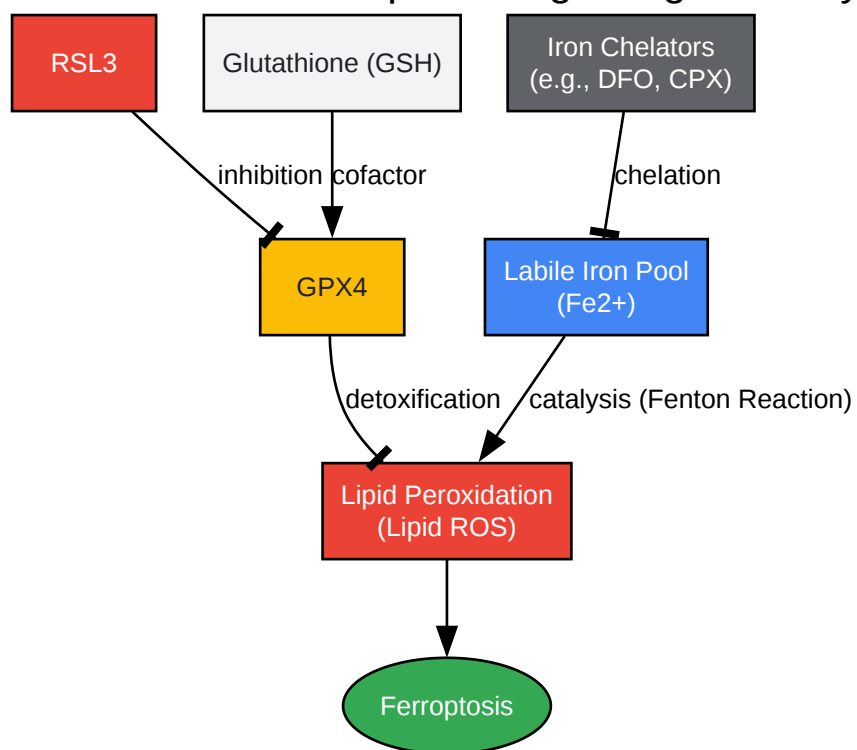 RSL3
Glutathione (GSH)
Iron Chelators
(e.g., DFO, CPX)
inhibition
cofactor
chelation
GPX4
Labile Iron Pool
(Fe2+)
detoxification
catalysis (Fenton Reaction)
Lipid Peroxidation
(Lipid ROS)
Ferroptosis